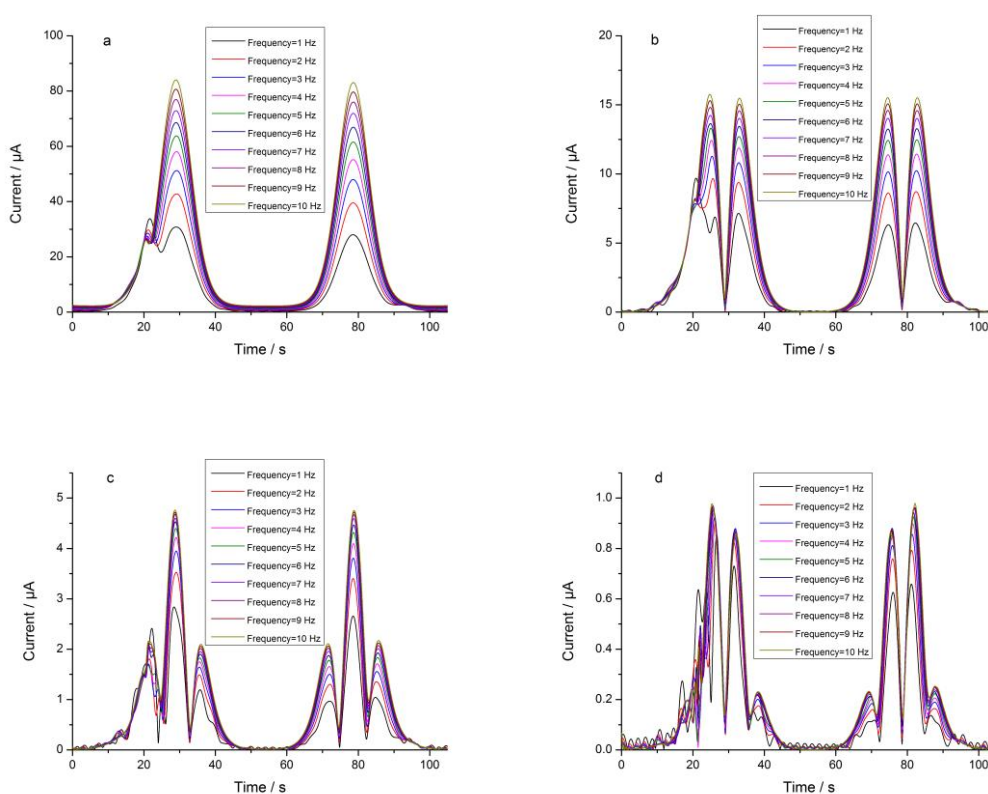 a
Frequency=1 Hz
Frequency=2 Hz
Frequency=3 Hz
Frequency=4 Hz
Frequency=5 Hz
Frequency=6 Hz
Frequency=7 Hz
Frequency=8 Hz
Frequency=9 Hz
Frequency=10 Hz
100
80
60
40
20
0
Current / µA
0 20 40 60 80 100
Time / s
b
Frequency=1 Hz
Frequency=2 Hz
Frequency=3 Hz
Frequency=4 Hz
Frequency=5 Hz
Frequency=6 Hz
Frequency=7 Hz
Frequency=8 Hz
Frequency=9 Hz
Frequency=10 Hz
20
15
10
5
0
Current / µA
0 20 40 60 80 100
Time / s
c
Frequency=1 Hz
Frequency=2 Hz
Frequency=3 Hz
Frequency=4 Hz
Frequency=5 Hz
Frequency=6 Hz
Frequency=7 Hz
Frequency=8 Hz
Frequency=9 Hz
Frequency=10 Hz
5
4
3
2
1
0
Current / µA
0 20 40 60 80 100
Time / s
d
Frequency=1 Hz
Frequency=2 Hz
Frequency=3 Hz
Frequency=4 Hz
Frequency=5 Hz
Frequency=6 Hz
Frequency=7 Hz
Frequency=8 Hz
Frequency=9 Hz
Frequency=10 Hz
1.0
0.8
0.6
0.4
0.2
0.0
Current / µA
0 20 40 60 80 100
Time / s